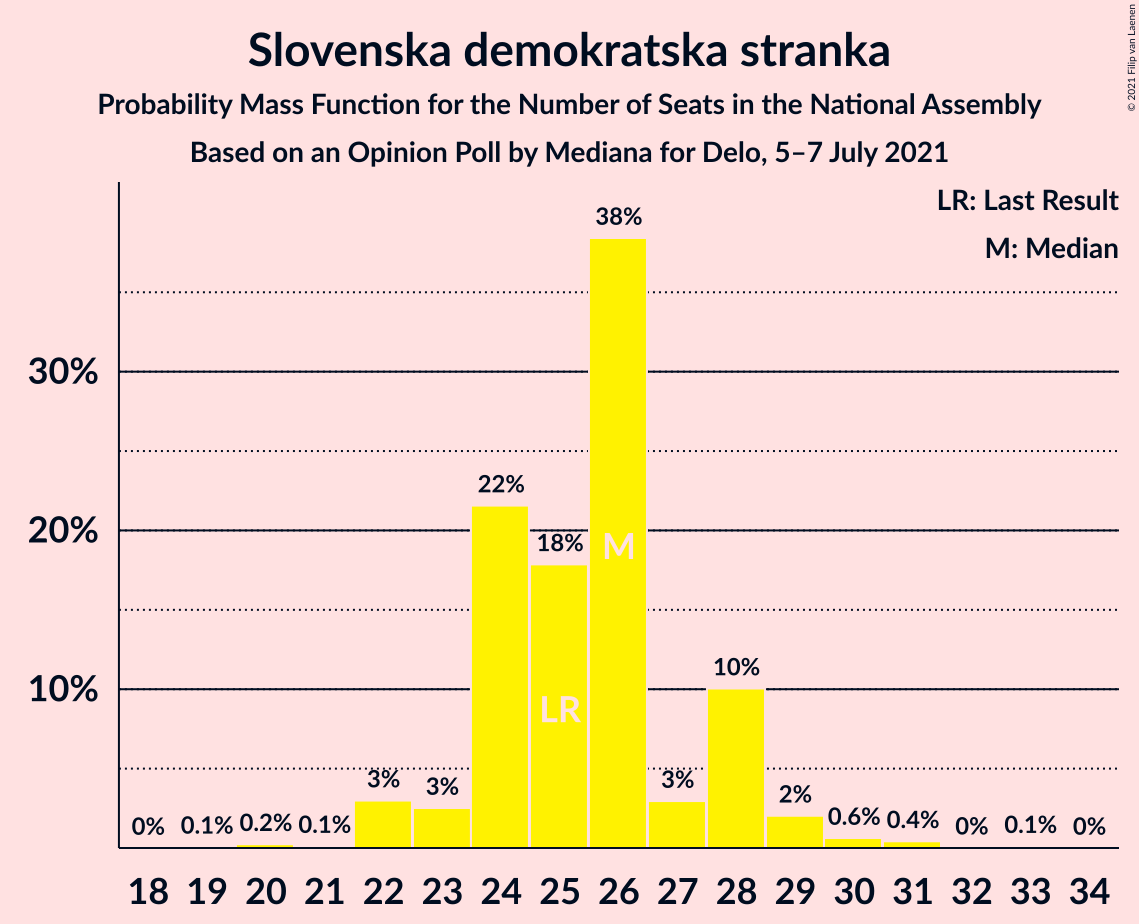 Slovenska demokratska stranka
Probability Mass Function for the Number of Seats in the National Assembly
Based on an Opinion Poll by Mediana for Delo, 5–7 July 2021
© 2021 Filip van Laenen
LR: Last Result
M: Median
38%
30%
22%
20%
18%
M
10%
10%
LR
0%
0.1%
0.2%
0.1%
3%
3%
3%
2%
0.6%
0.4%
0%
0.1%
0%
18 19 20 21 22 23 24 25 26 27 28 29 30 31 32 33 34